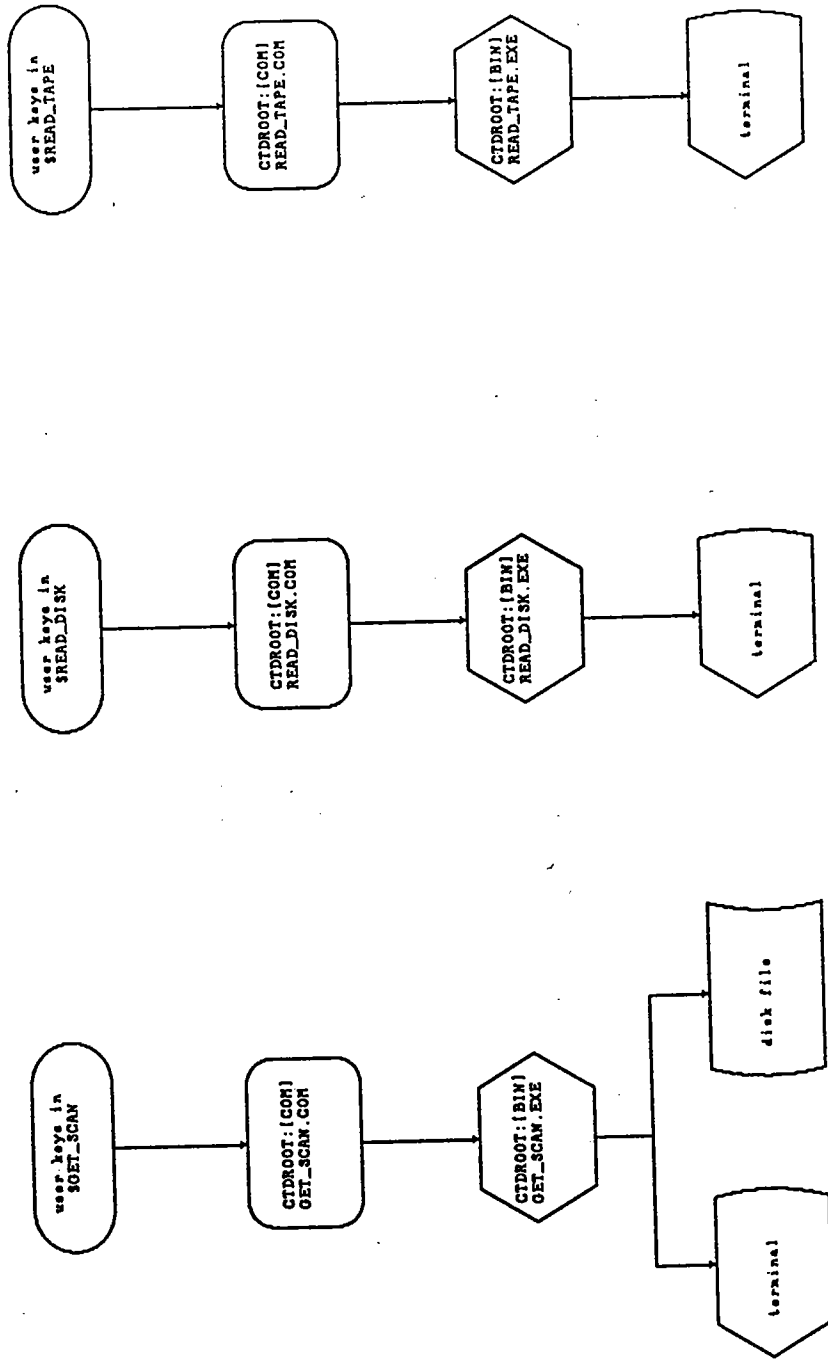 user keys in
$GET_SCAN
CTDROOT:[COM]
GET_SCAN.COM
CTDROOT:[BIN]
GET_SCAN.EXE
terminal
disk file
user keys in
$READ_DISK
CTDROOT:[COM]
READ_DISK.COM
CTDROOT:[BIN]
READ_DISK.EXE
terminal
user keys in
$READ_TAPE
CTDROOT:[COM]
READ_TAPE.COM
CTDROOT:[BIN]
READ_TAPE.EXE
terminal